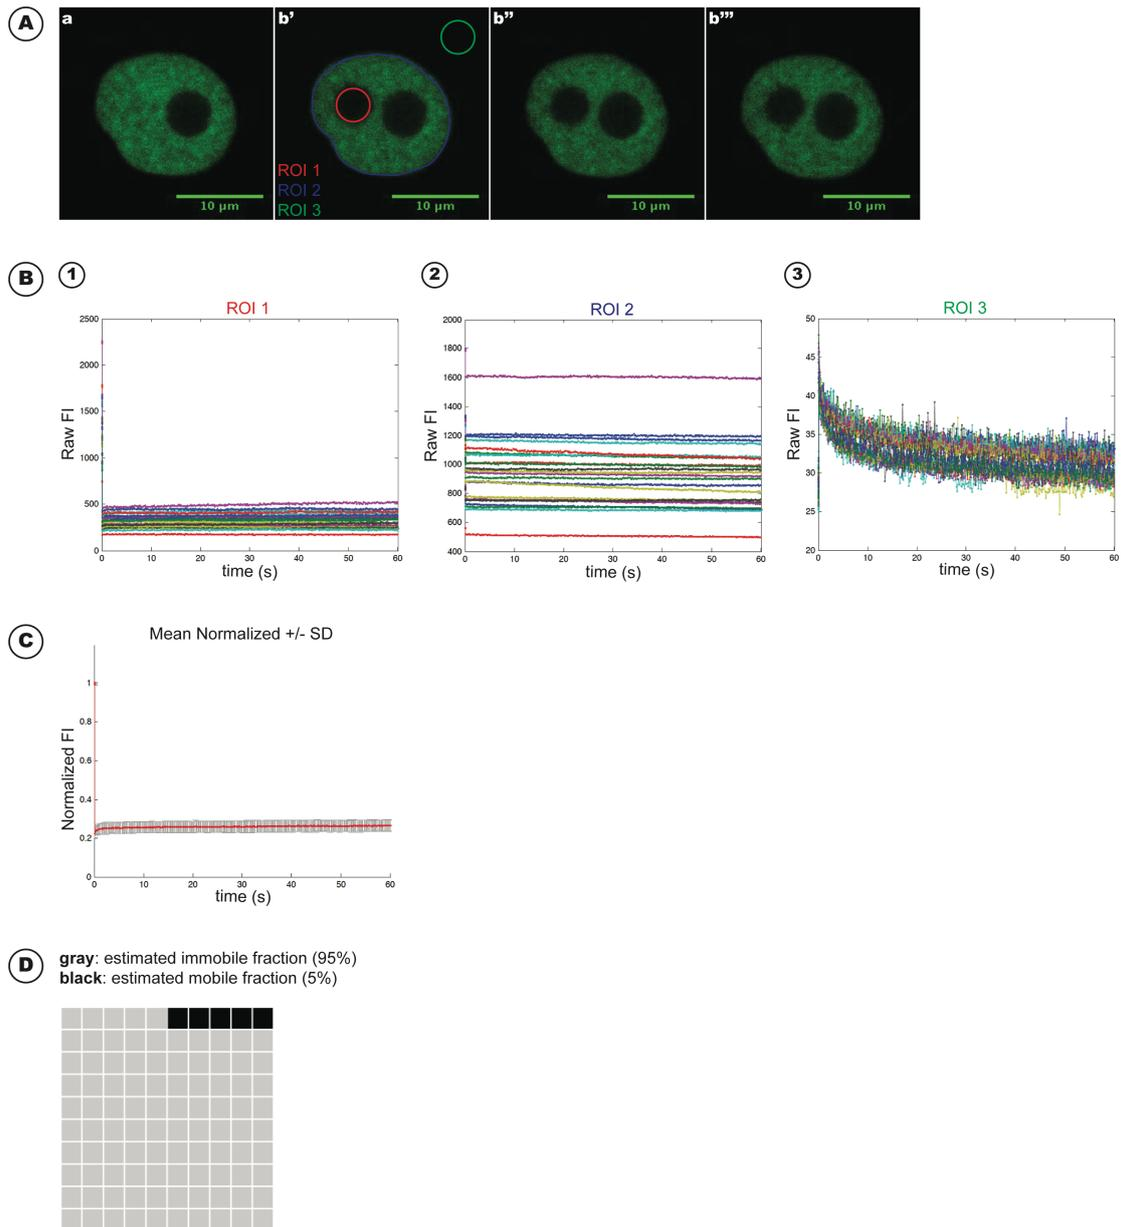 A
a
b’
b’’
b’’’
ROI 1
ROI 2
ROI 3
10 µm
10 µm
10 µm
10 µm
B
1
2
3
ROI 1
2500
2000
1500
1000
500
0
Raw FI
0 10 20 30 40 50 60
time (s)
ROI 2
2000
1800
1600
1400
1200
1000
800
600
400
Raw FI
0 10 20 30 40 50 60
time (s)
ROI 3
50
45
40
35
30
25
20
Raw FI
0 10 20 30 40 50 60
time (s)
C
Mean Normalized +/- SD
1
0.8
0.6
0.4
0.2
0
Normalized FI
0 10 20 30 40 50 60
time (s)
D
gray: estimated immobile fraction (95%)
black: estimated mobile fraction (5%)